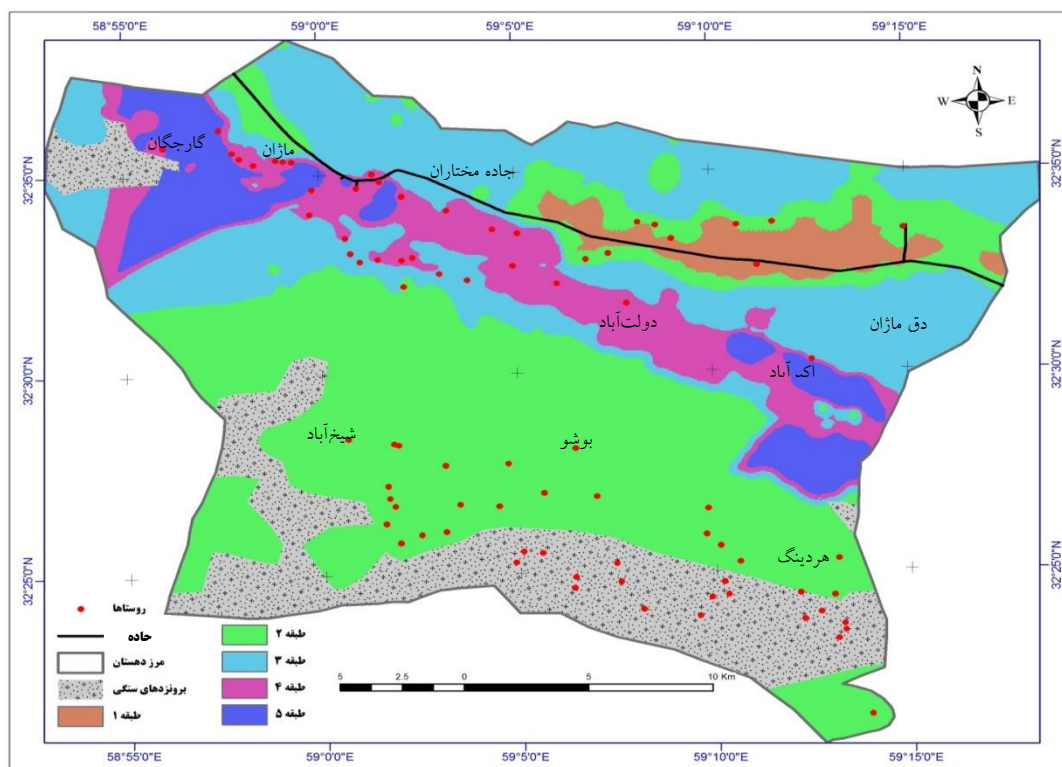 58°55'0"E
59°0'0"E
59°5'0"E
59°10'0"E
59°15'0"E
N
W E
S
32°35'0"N
32°35'0"N
32°30'0"N
32°30'0"N
32°25'0"N
32°25'0"N
گارجگان
ماژان
جاده مختاران
دق ماژان
دولت‌آباد
شیخ‌آباد
بوشو
هردینگ
روستاها
جاده
مرز دهستان
برونزدهای سنگی
طبقه ۱
طبقه ۲
طبقه ۳
طبقه ۴
طبقه ۵
5 2.5 0 5 10 Km
58°55'0"E
59°0'0"E
59°5'0"E
59°10'0"E
59°15'0"E